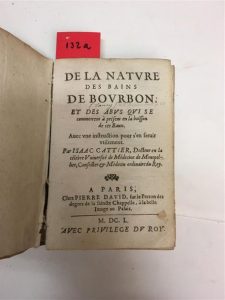 132a
DE LA NATVRE
DES BAINS
DE BOVRBON,
ET DES ABVS QVI SE
commettent à present en la boisson
de ces Eaux.
Auec vne instruction pour s'en seruir
vtilement.
Par ISAAC CATTIER, Docteur en la
celebre Vniuersité de Medecine de Montpel-
lier, Conseiller & Medecin ordinaire du Roy.
A PARIS,
Chez PIERRE DAVID, sur le Perron des
degrez de la saincte Chappelle, à la belle
Image au Palais.
M. DC. L.
AVEC PRIVILEGE DV ROY.